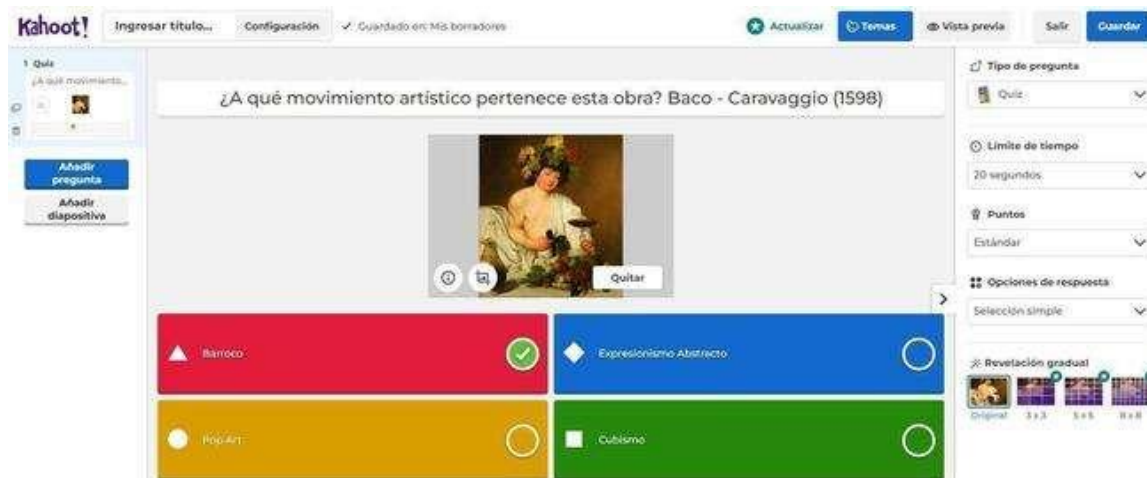 Kahoot!
Ingresar título...
Configuración
Guardado en: Mis borradores
Actualizar
Temas
Vista previa
Salir
Guardar
1 Quiz
¿A qué movimiento...
Añadir
pregunta
Añadir
diapositiva
¿A qué movimiento artístico pertenece esta obra? Baco - Caravaggio (1598)
Quitar
Barroco
Expresionismo Abstracto
Pop Art
Cubismo
Tipo de pregunta
Quiz
Límite de tiempo
20 segundos
Puntos
Estándar
Opciones de respuesta
Selección simple
Revelación gradual
Original
3 x 3
5 x 5
8 x 8